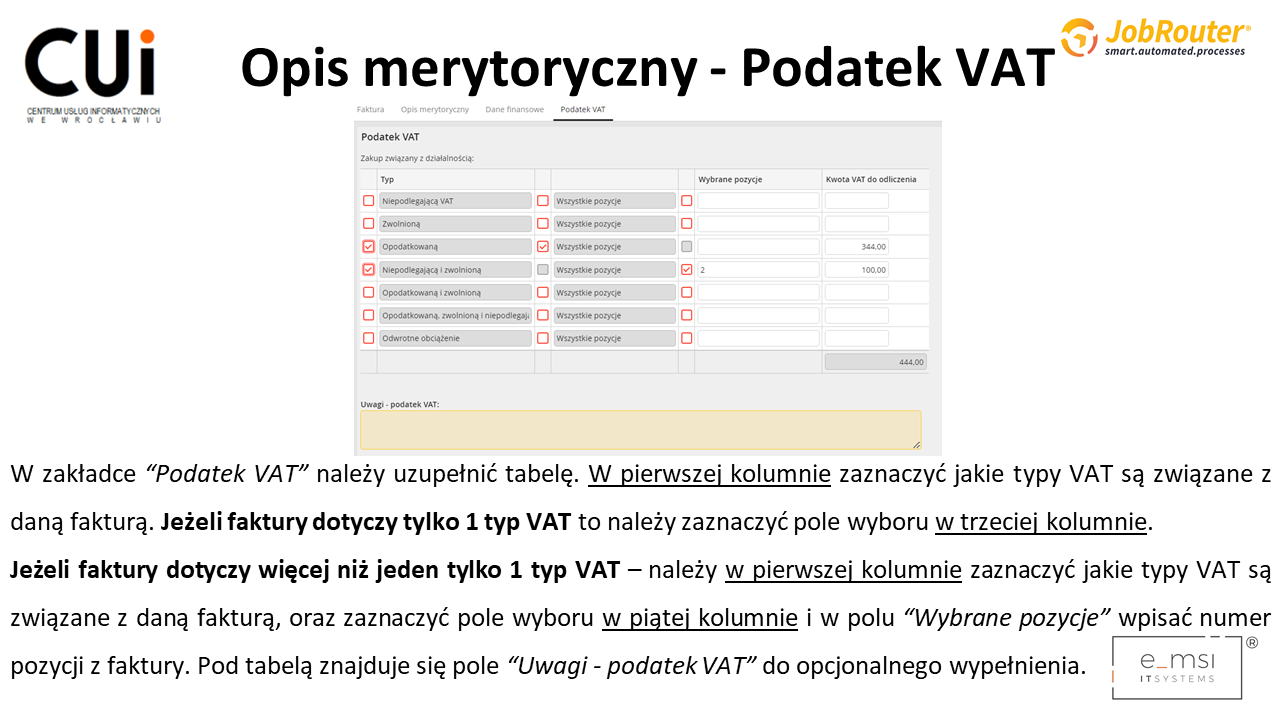 CUi
CENTRUM USŁUG INFORMATYCZNYCH
WE WROCŁAWIU
Opis merytoryczny - Podatek VAT
JobRouter®
smart.automated.processes
Faktura Opis merytoryczny Dane finansowe Podatek VAT
Podatek VAT
Zakup związany z działalnością:
Typ Wybrane pozycje Kwota VAT do odliczenia
Niepodlegającą VAT Wszystkie pozycje
Zwolnioną Wszystkie pozycje
Opodatkowaną Wszystkie pozycje 344,00
Niepodlegającą i zwolnioną Wszystkie pozycje 2 100,00
Opodatkowaną i zwolnioną Wszystkie pozycje
Opodatkowaną, zwolnioną i niepodlegają Wszystkie pozycje
Odwrotne obciążenie Wszystkie pozycje
444,00
Uwagi - podatek VAT:
W zakładce “Podatek VAT” należy uzupełnić tabelę. W pierwszej kolumnie zaznaczyć jakie typy VAT są związane z
daną fakturą. Jeżeli faktury dotyczy tylko 1 typ VAT to należy zaznaczyć pole wyboru w trzeciej kolumnie.
Jeżeli faktury dotyczy więcej niż jeden tylko 1 typ VAT – należy w pierwszej kolumnie zaznaczyć jakie typy VAT są
związane z daną fakturą, oraz zaznaczyć pole wyboru w piątej kolumnie i w polu “Wybrane pozycje” wpisać numer
pozycji z faktury. Pod tabelą znajduje się pole “Uwagi - podatek VAT” do opcjonalnego wypełnienia.
e_msi ®
IT SYSTEMS